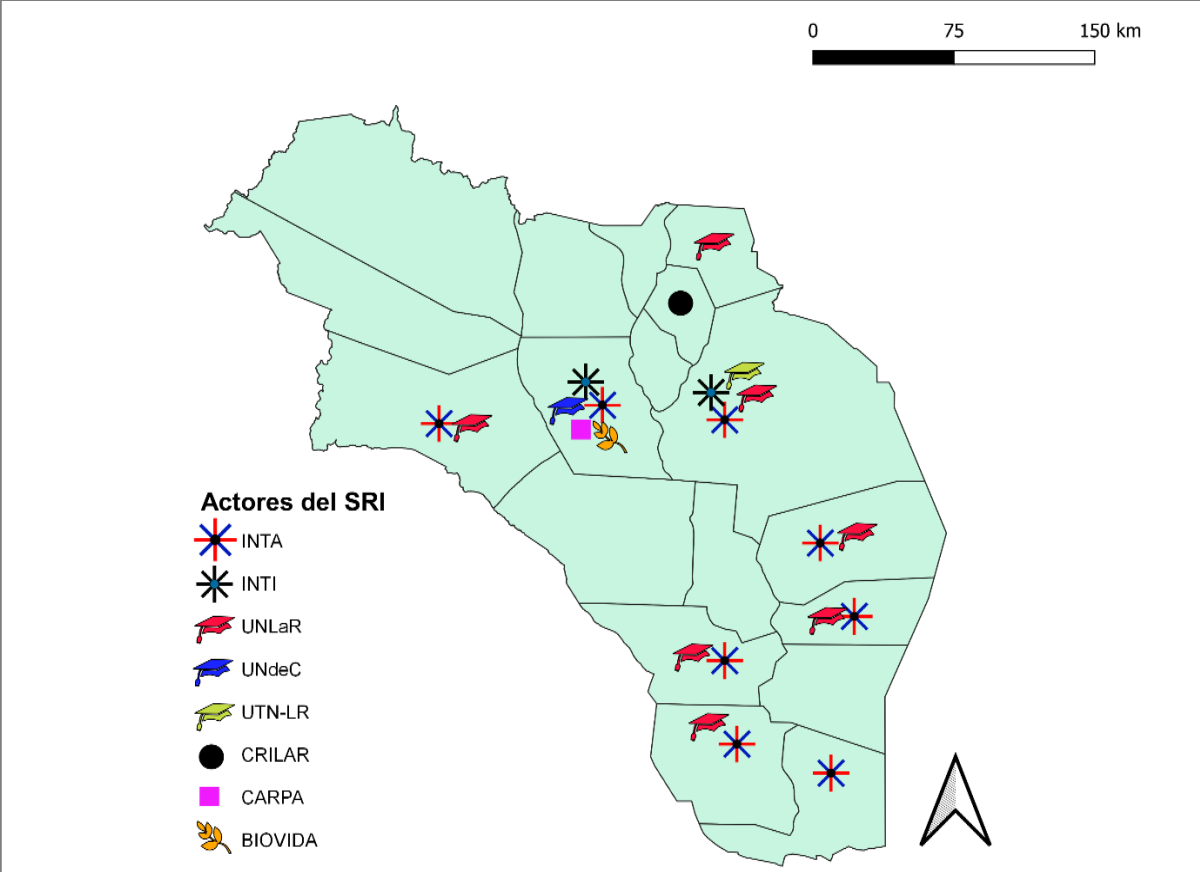 0 75 150 km
Actores del SRI
INTA
INTI
UNLaR
UNdeC
UTN-LR
CRILAR
CARPA
BIOVIDA